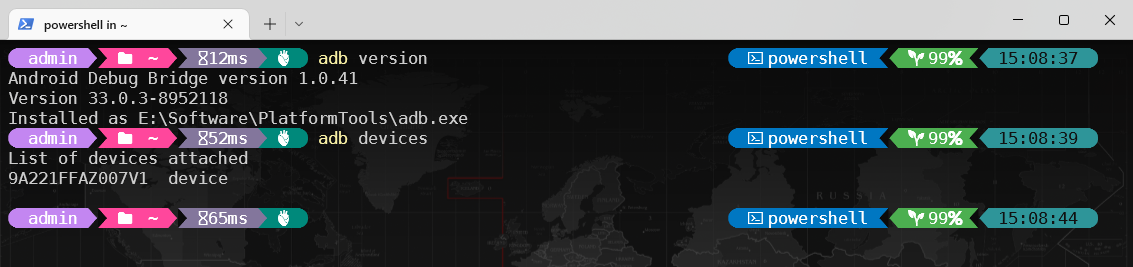 powershell in ~
admin ~ 12ms adb version powershell 99% 15:08:37
Android Debug Bridge version 1.0.41
Version 33.0.3-8952118
Installed as E:\Software\PlatformTools\adb.exe
admin ~ 52ms adb devices powershell 99% 15:08:39
List of devices attached
9A221FFAZ007V1 device
admin ~ 65ms powershell 99% 15:08:44
RUSSIA